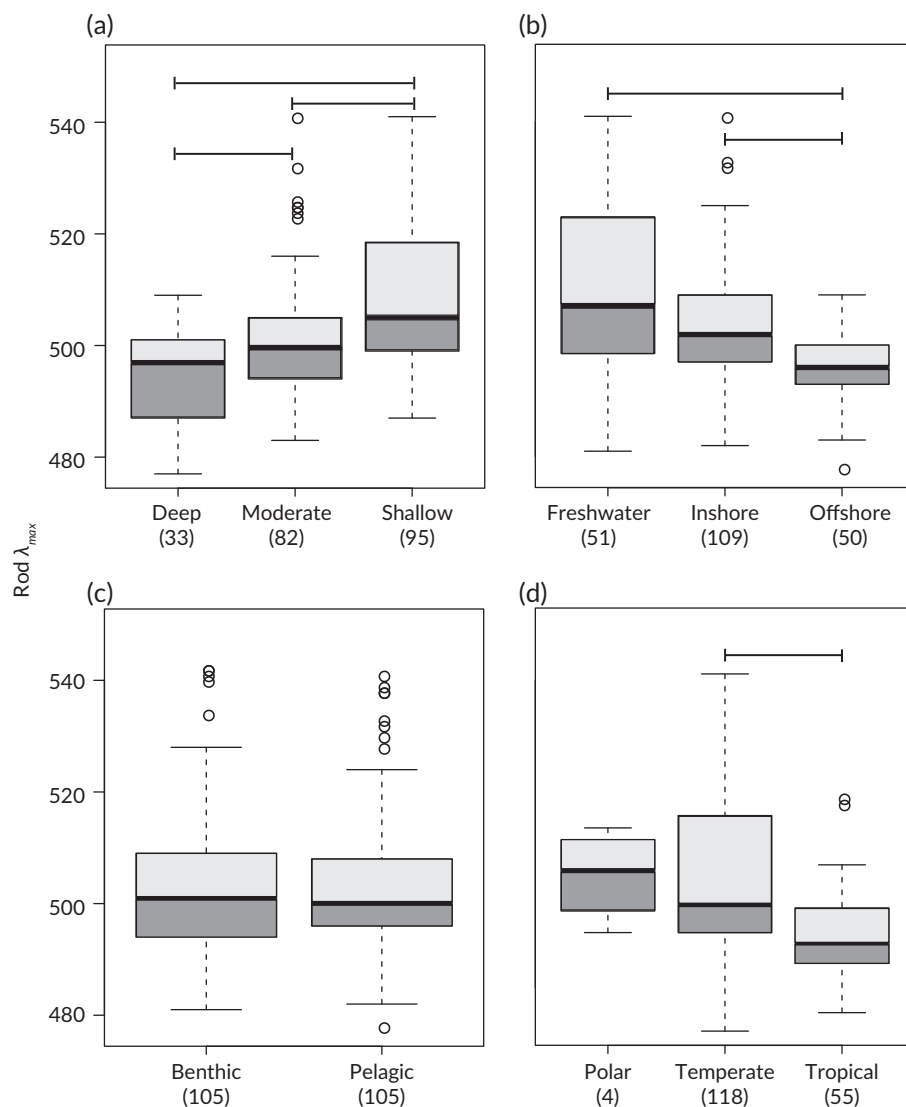 (a)
(b)
540
520
500
480
Deep Moderate Shallow
(33) (82) (95)
Freshwater Inshore Offshore
(51) (109) (50)
Rod λmax
(c)
(d)
540
520
500
480
Benthic Pelagic
(105) (105)
Polar Temperate Tropical
(4) (118) (55)